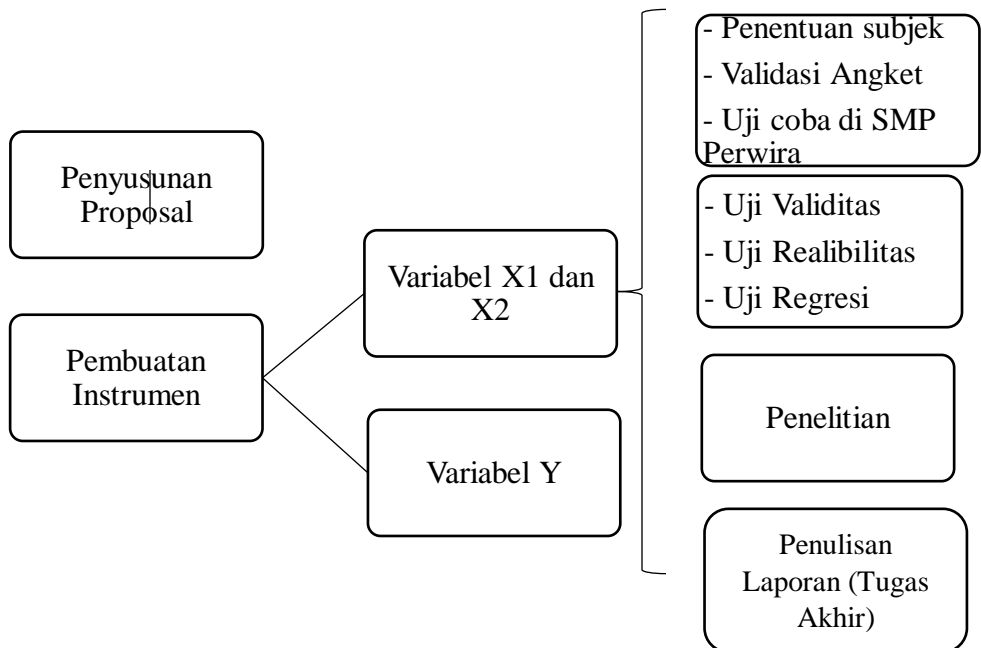 Penyusunan
Proposal
Pembuatan
Instrumen
Variabel X1 dan
X2
Variabel Y
- Penentuan subjek
- Validasi Angket
- Uji coba di SMP
Perwira
- Uji Validitas
- Uji Realibilitas
- Uji Regresi
Penelitian
Penulisan
Laporan (Tugas
Akhir)